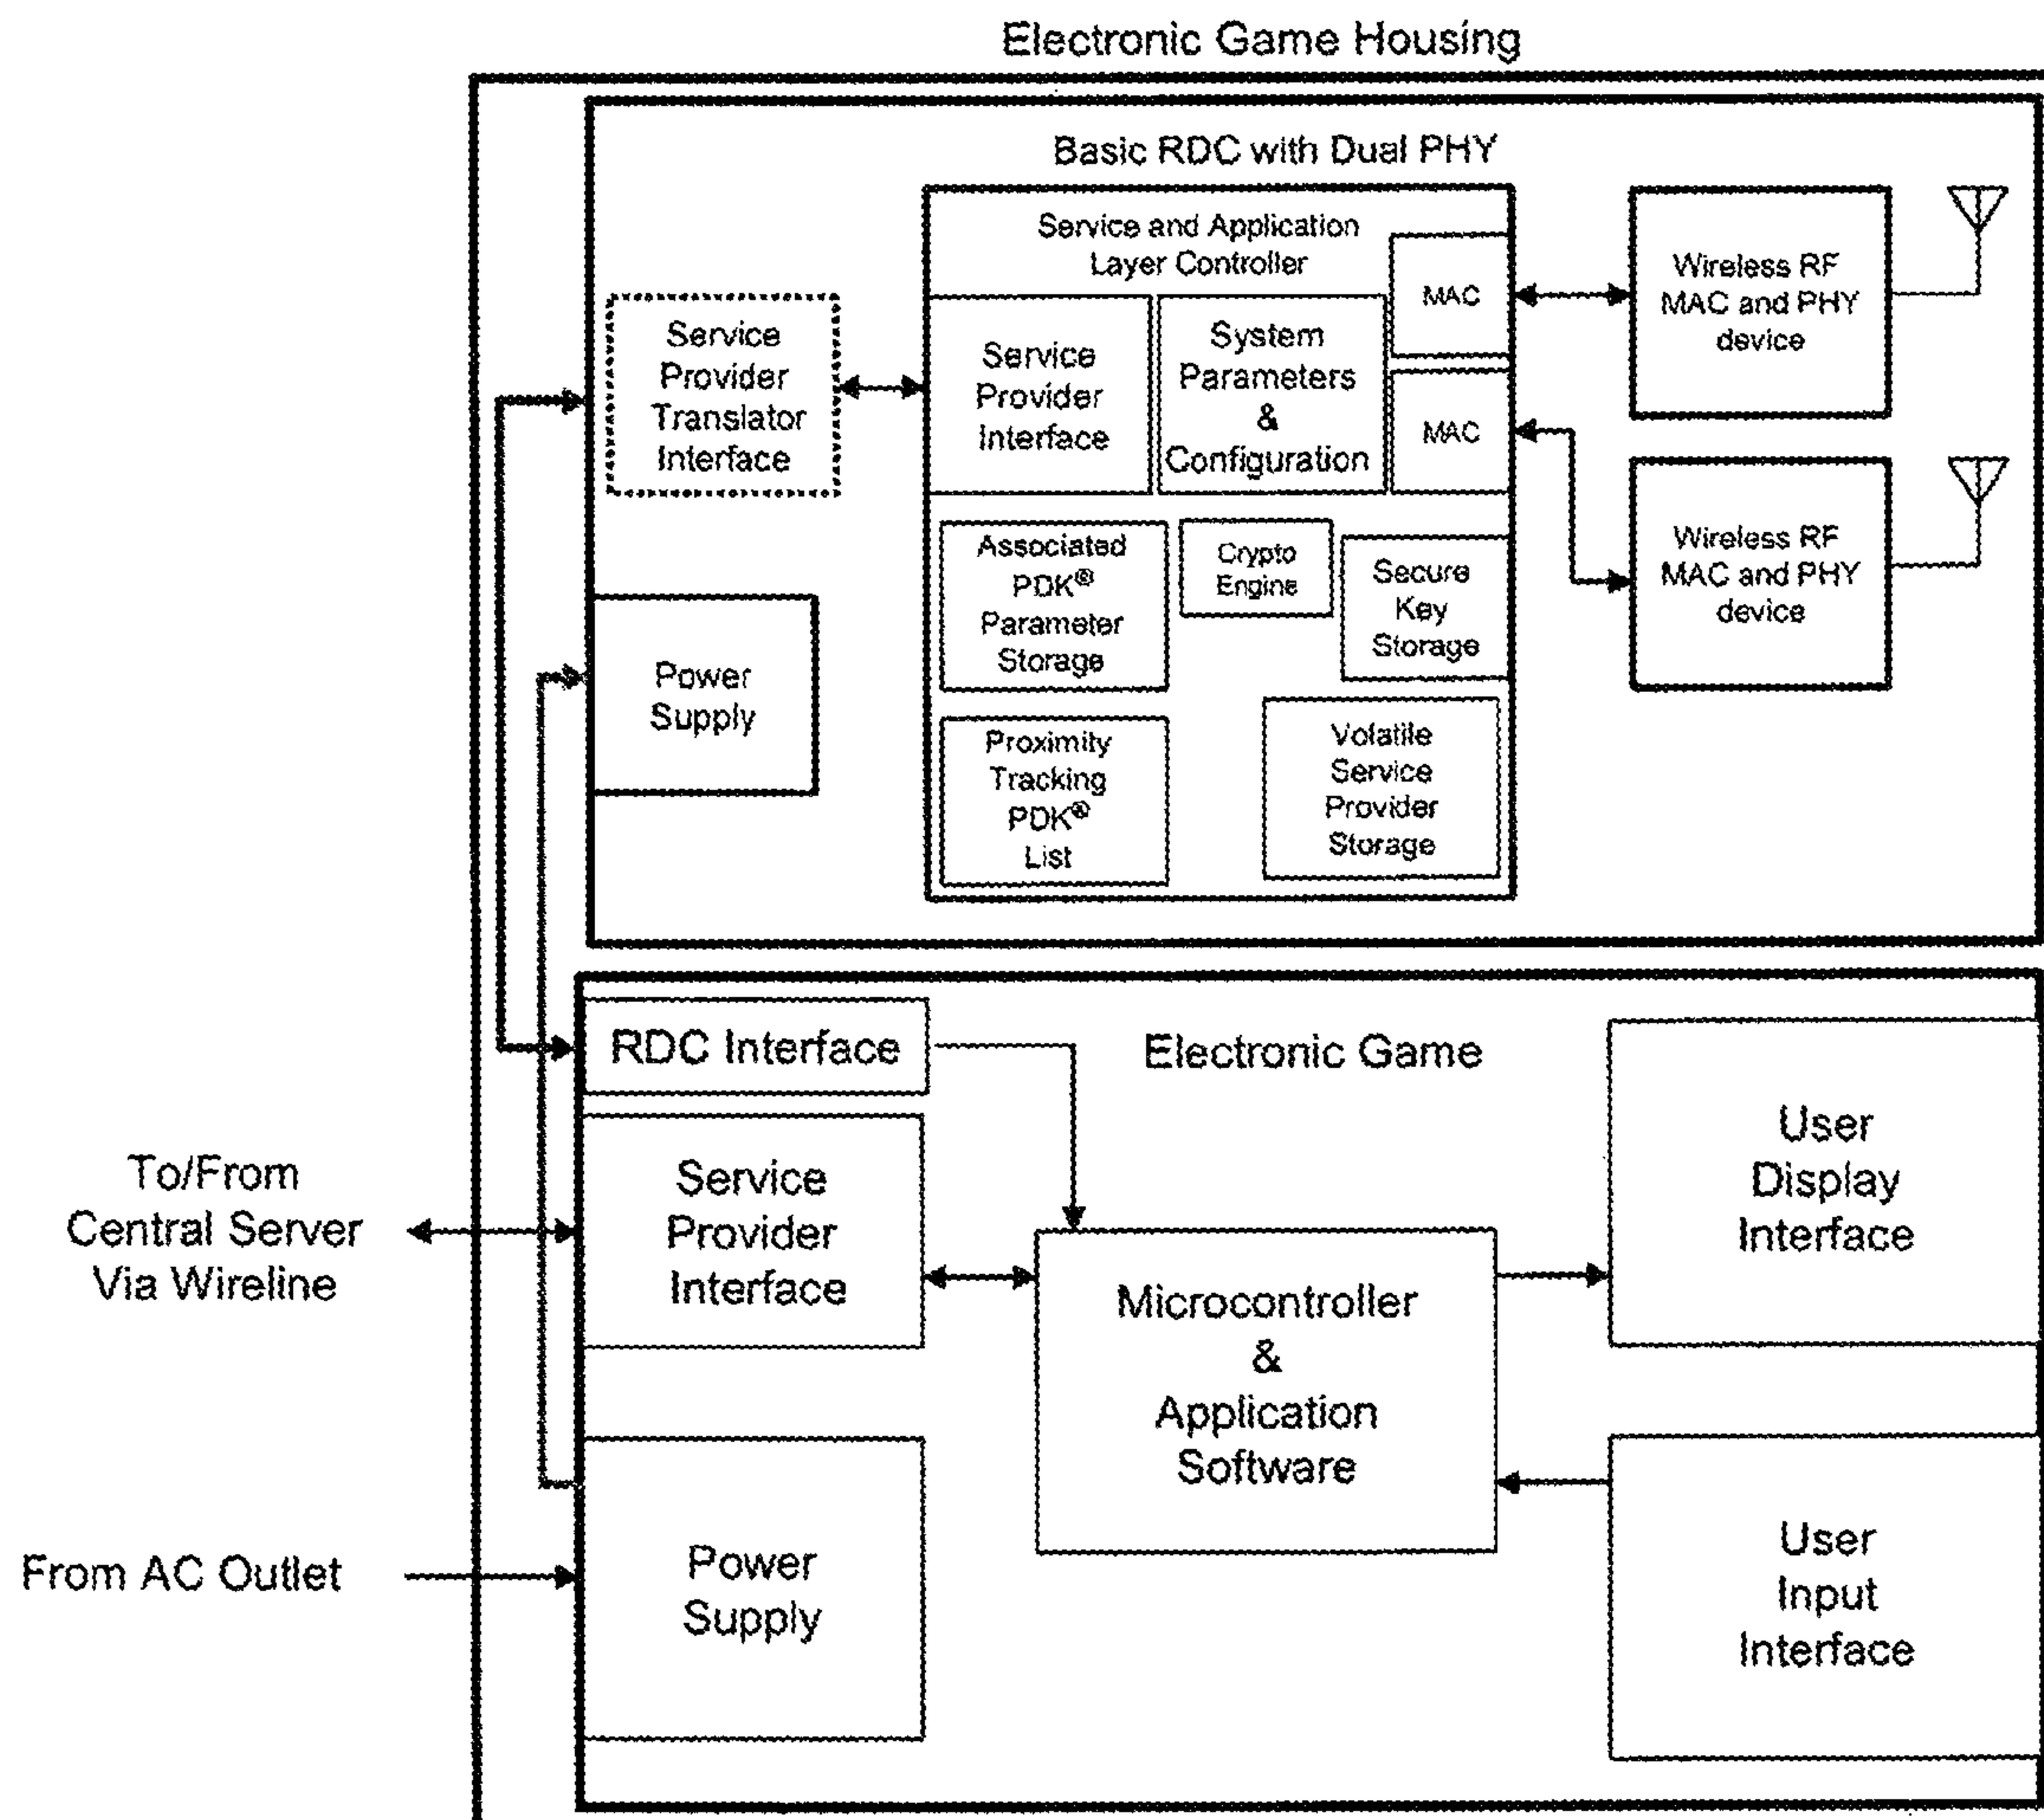 Electronic Game Housing
Basic RDC with Dual PHY
Service and Application
Layer Controller
MAC
MAC
Service
Provider
Translator
Interface
Service
Provider
Interface
System
Parameters
&
Configuration
Wireless RF
MAC and PHY
device
Wireless RF
MAC and PHY
device
Associated
PDK®
Parameter
Storage
Crypto
Engine
Secure
Key
Storage
Power
Supply
Proximity
Tracking
PDK®
List
Volatile
Service
Provider
Storage
RDC Interface
Electronic Game
To/From
Central Server
Via Wireline
Service
Provider
Interface
Microcontroller
&
Application
Software
User
Display
Interface
From AC Outlet
Power
Supply
User
Input
Interface